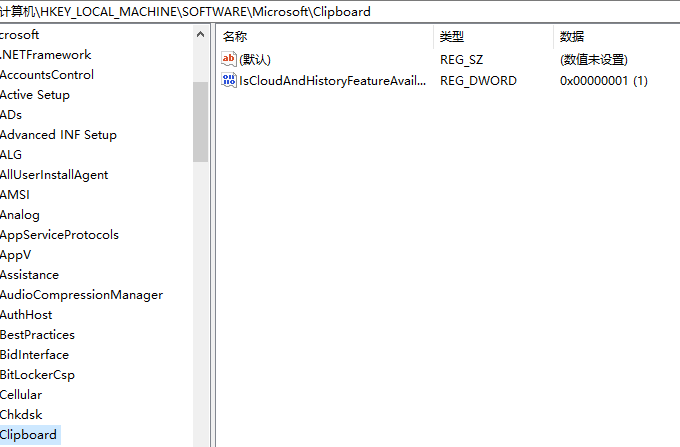 计算机\HKEY_LOCAL_MACHINE\SOFTWARE\Microsoft\Clipboard
crosoft
.NETFramework
AccountsControl
Active Setup
ADs
Advanced INF Setup
ALG
AllUserInstallAgent
AMSI
Analog
AppServiceProtocols
AppV
Assistance
AudioCompressionManager
AuthHost
BestPractices
BidInterface
BitLockerCsp
Cellular
Chkdsk
Clipboard
名称 类型 数据
(默认) REG_SZ (数值未设置)
IsCloudAndHistoryFeatureAvail... REG_DWORD 0x00000001 (1)